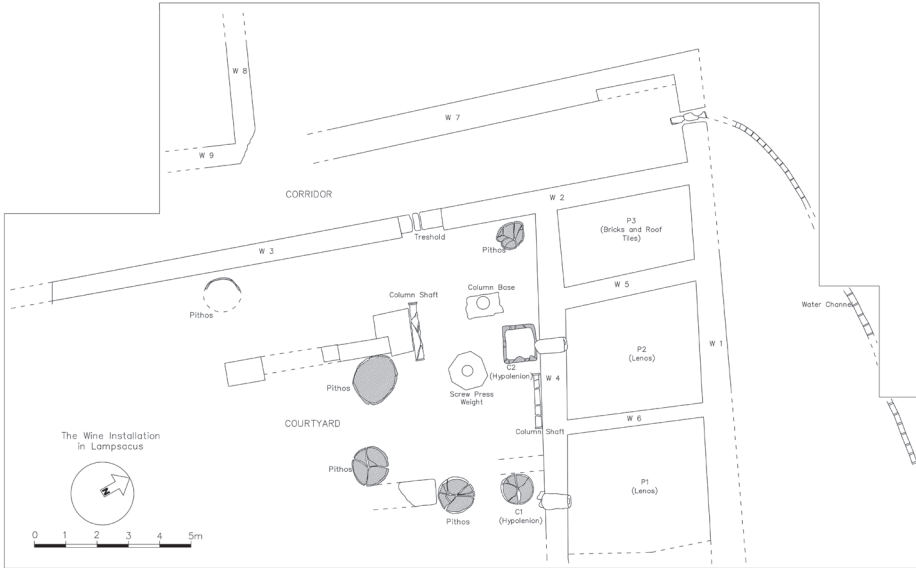 W 8
W 7
W 9
CORRIDOR
W 2
P3
(Bricks and Roof
Tiles)
Treshold
Pithos
W 3
W 5
Column Base
Column Shaft
Pithos
Water Channel
W 1
P2
(Lenos)
C2
(Hypolenion)
W 4
Pithos
Screw Press
Weight
W 6
COURTYARD
Column Shaft
The Wine Installation
in Lampsacus
Pithos
P1
(Lenos)
N
C1
(Hypolenion)
Pithos
0 1 2 3 4 5m